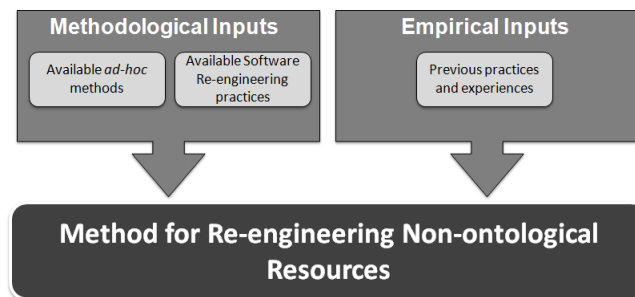 Methodological Inputs
Available ad-hoc
methods
Available Software
Re-engineering
practices
Empirical Inputs
Previous practices
and experiences
Method for Re-engineering Non-ontological
Resources